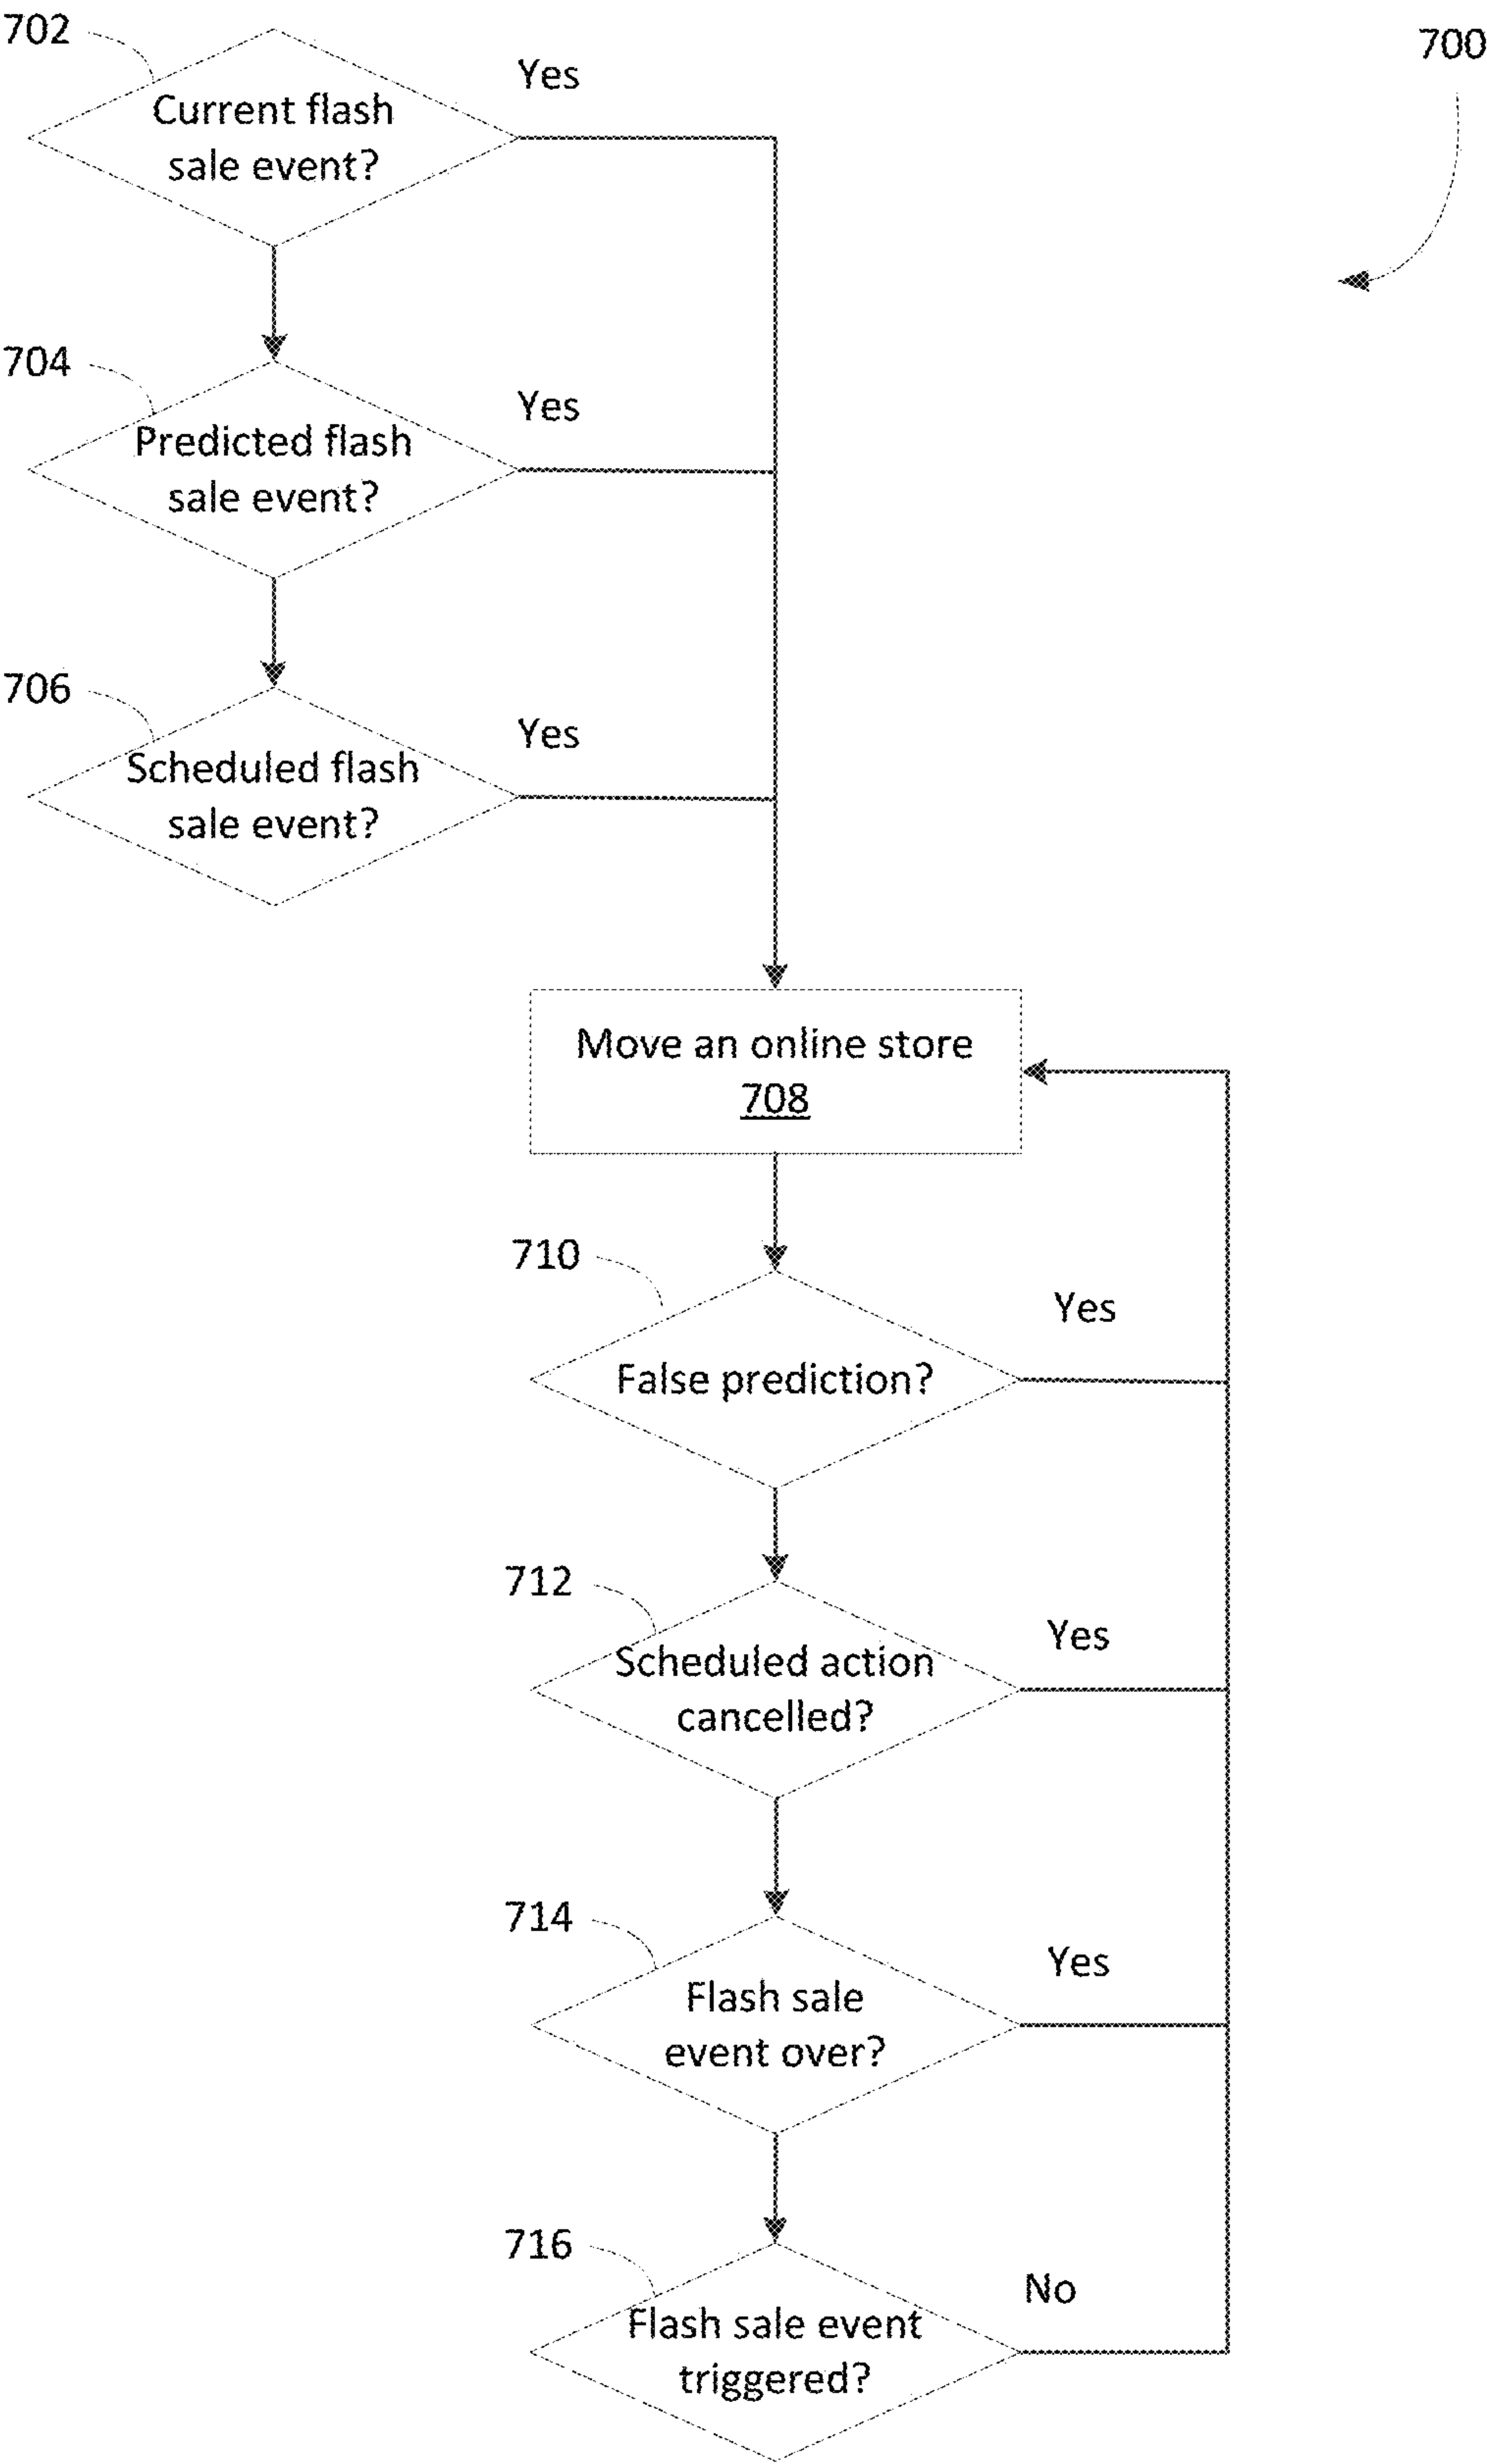 702
700
Yes
Current flash
sale event?
704
Yes
Predicted flash
sale event?
706
Yes
Scheduled flash
sale event?
Move an online store
708
710
Yes
False prediction?
712
Yes
Scheduled action
cancelled?
714
Yes
Flash sale
event over?
716
No
Flash sale event
triggered?